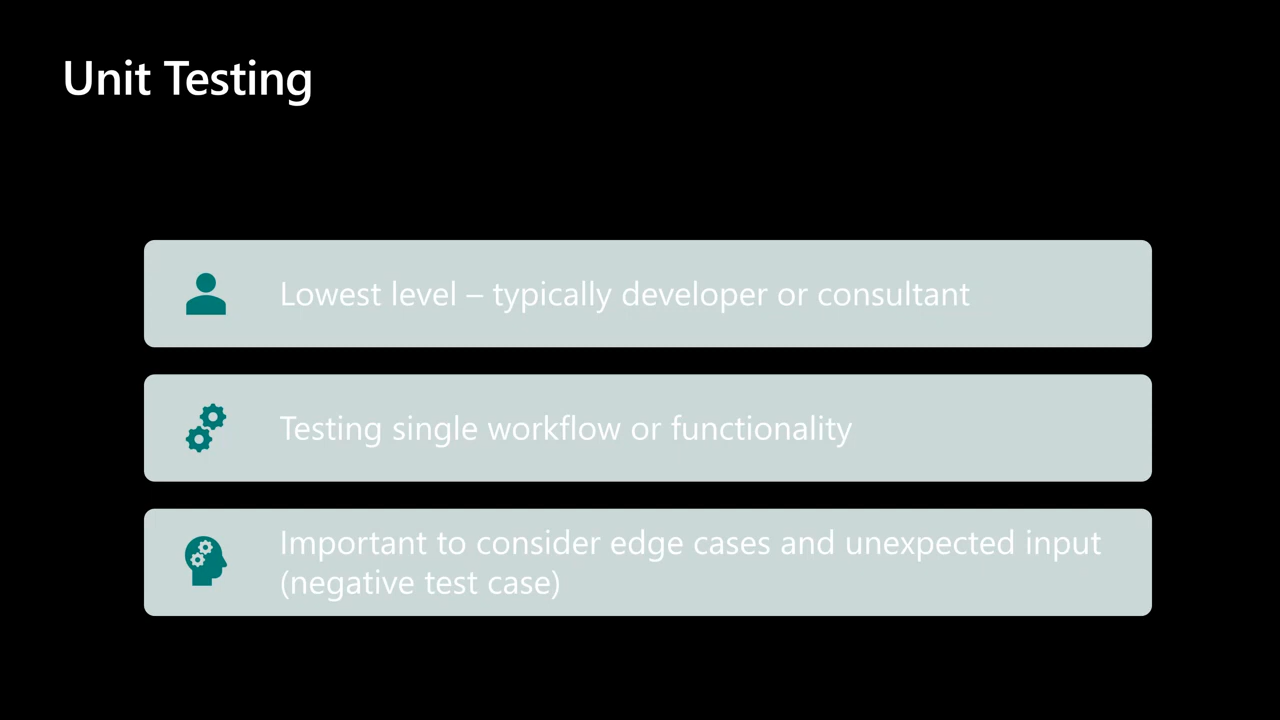 Unit Testing
Lowest level – typically developer or consultant
Testing single workflow or functionality
Important to consider edge cases and unexpected input
(negative test case)